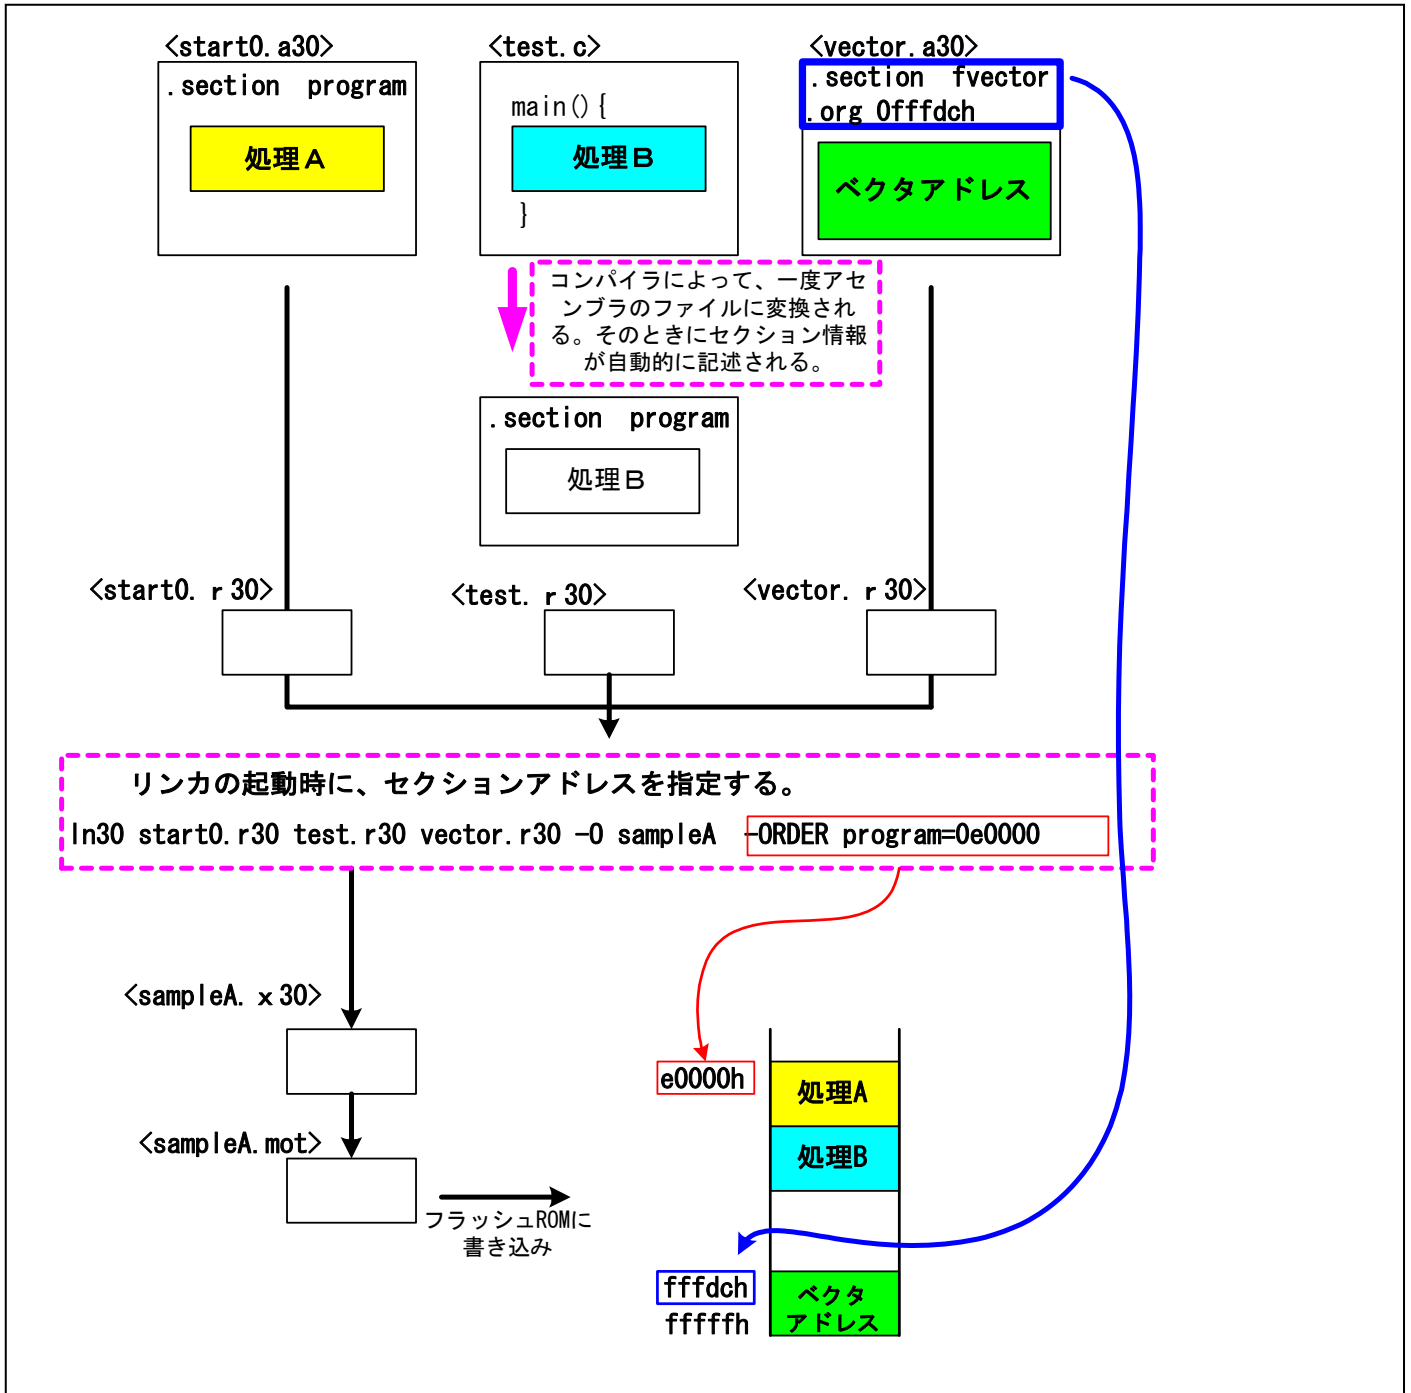 <start0.a30>
.section program
処理A
<test.c>
main(){
処理B
}
<vector.a30>
.section fvector
.org 0fffdch
ベクタアドレス
コンパイラによって、一度アセ
ンブラのファイルに変換され
る。そのときにセクション情報
が自動的に記述される。
.section program
処理B
<start0.r30>
<test.r30>
<vector.r30>
リンカの起動時に、セクションアドレスを指定する。
ln30 start0.r30 test.r30 vector.r30 -O sampleA -ORDER program=0e0000
<sampleA.x30>
<sampleA.mot>
フラッシュROMに
書き込み
e0000h
処理A
処理B
fffdch
fffffh
ベクタ
アドレス